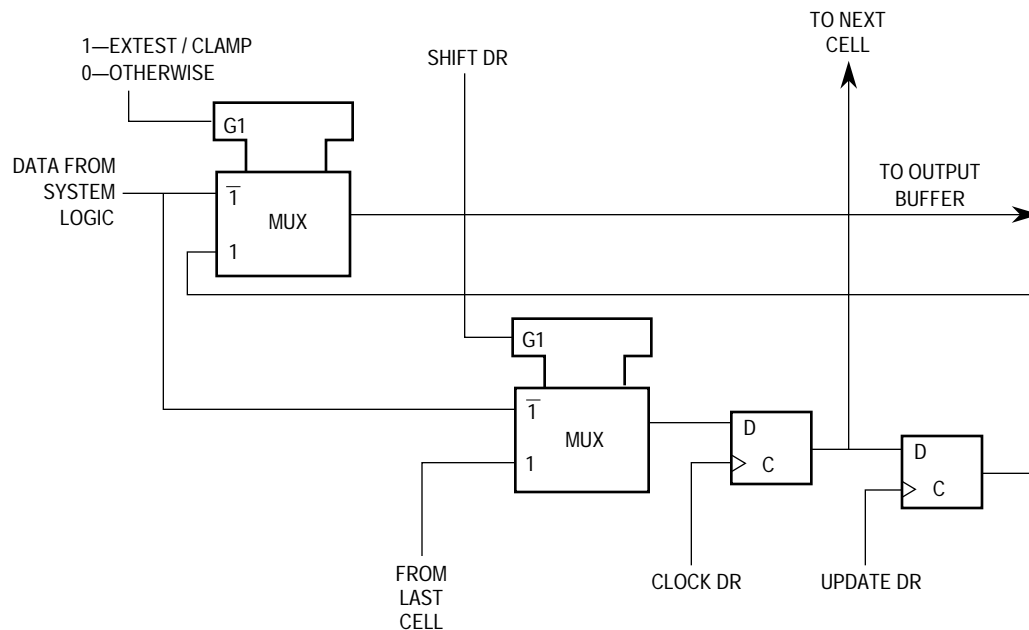 1—EXTEST / CLAMP
0—OTHERWISE
SHIFT DR
TO NEXT
CELL
G1
DATA FROM
SYSTEM
LOGIC
1
MUX
1
TO OUTPUT
BUFFER
G1
1
MUX
1
D
C
D
C
FROM
LAST
CELL
CLOCK DR
UPDATE DR